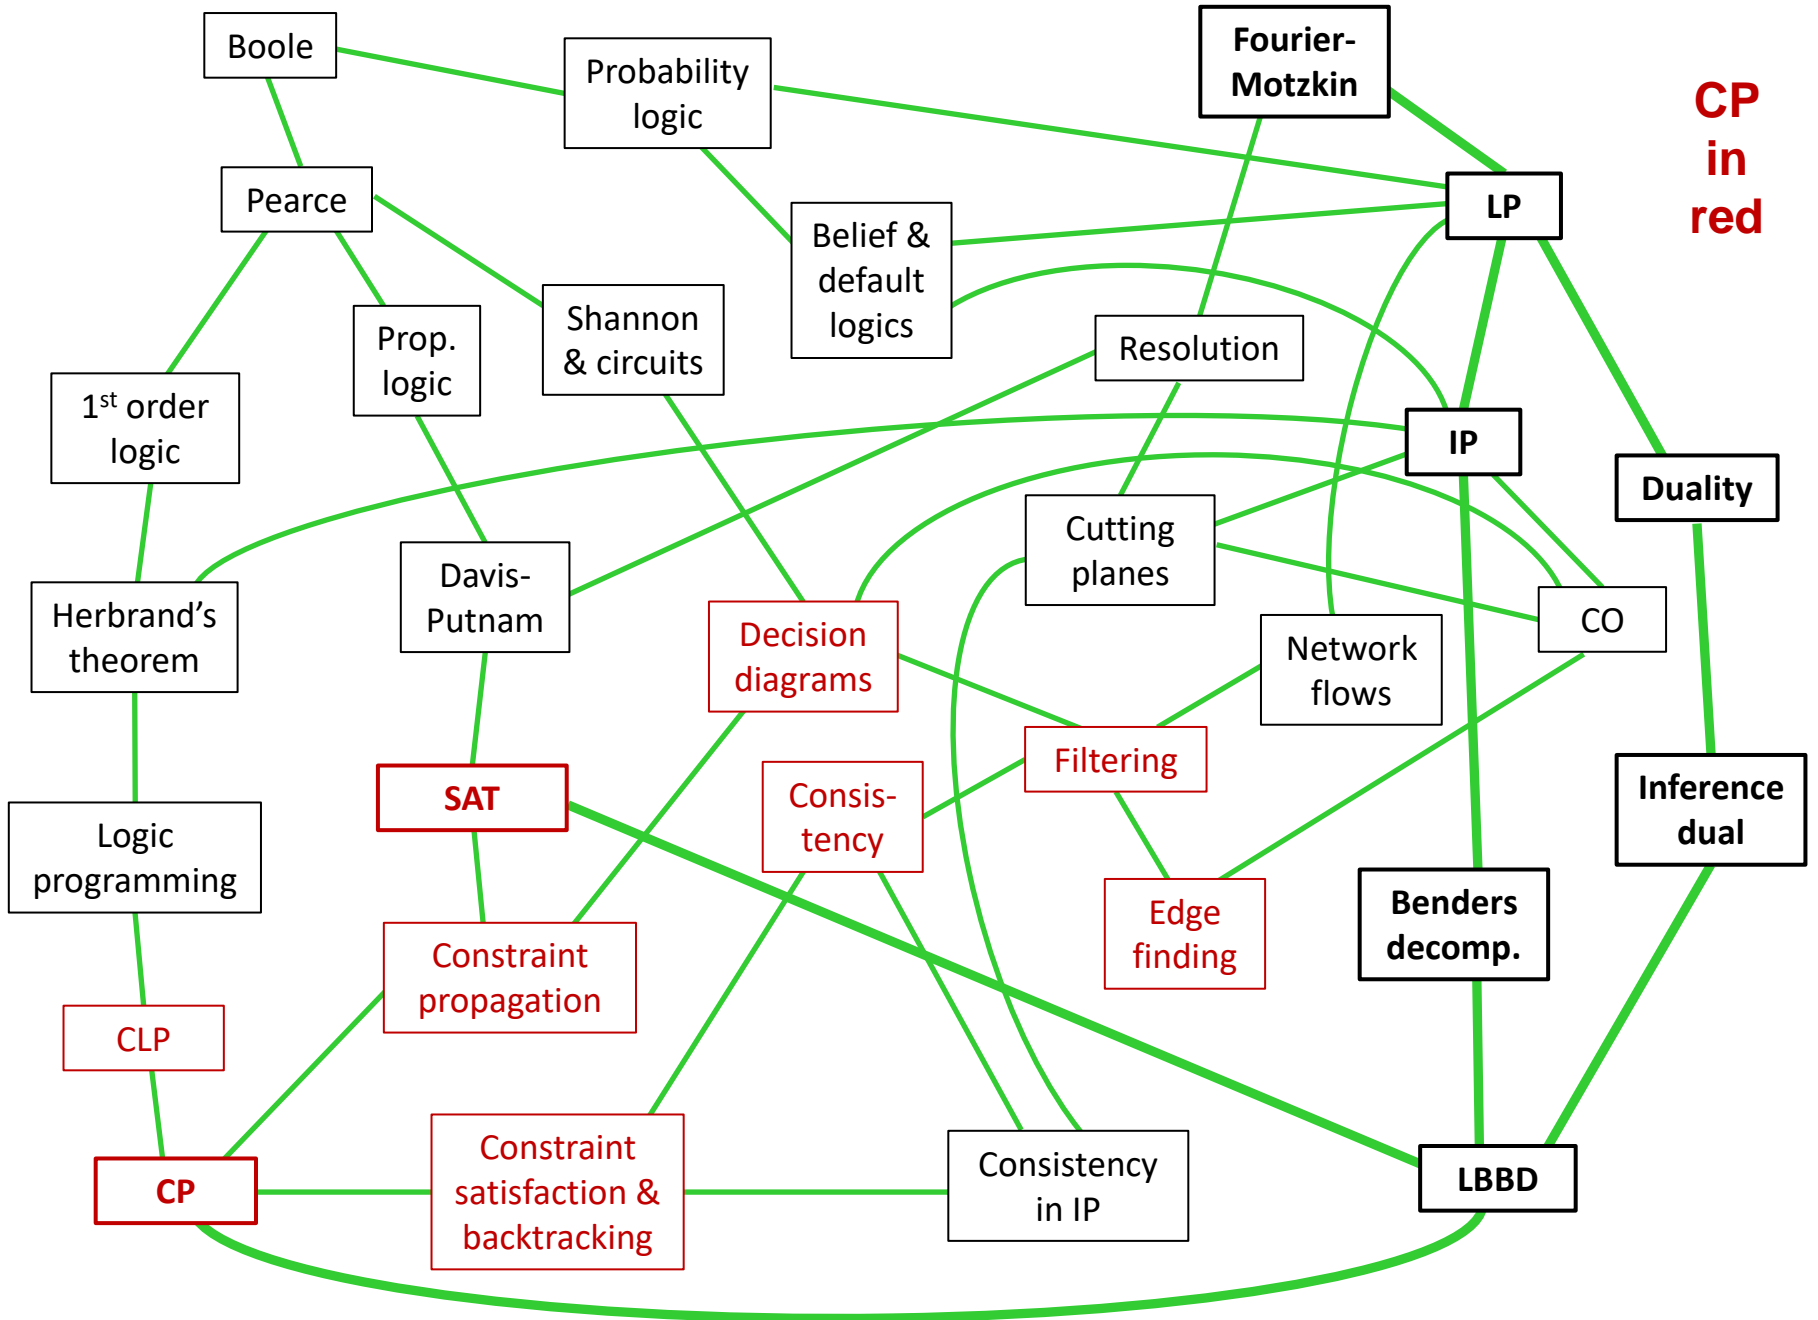 Boole
Probability
logic
Fourier-
Motzkin
CP
in
red
Pearce
LP
Belief &
default
logics
Shannon
& circuits
Prop.
logic
Resolution
1st order
logic
IP
Duality
Cutting
planes
Davis-
Putnam
Herbrand's
theorem
Decision
diagrams
CO
Network
flows
Filtering
SAT
Consis-
tency
Inference
dual
Logic
programming
Edge
finding
Benders
decomp.
Constraint
propagation
CLP
Constraint
satisfaction &
backtracking
Consistency
in IP
CP
LBBD